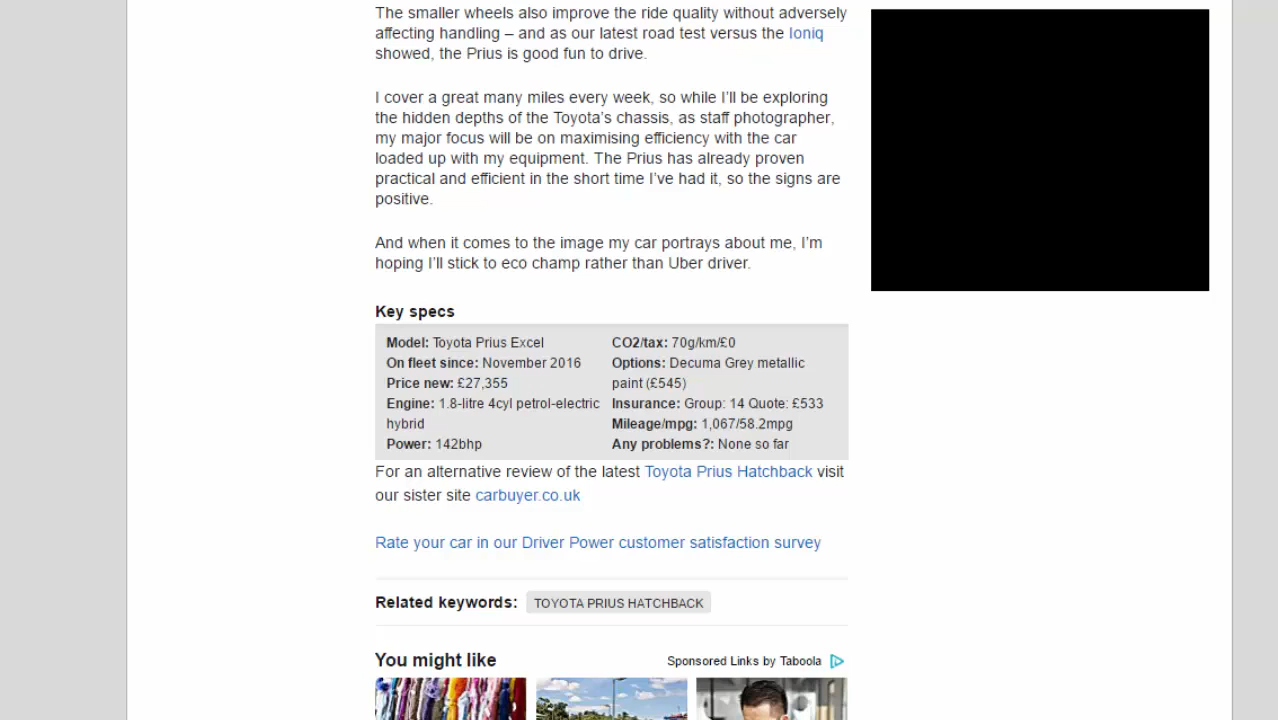 The smaller wheels also improve the ride quality without adversely
affecting handling – and as our latest road test versus the Ioniq
showed, the Prius is good fun to drive.
I cover a great many miles every week, so while I’ll be exploring
the hidden depths of the Toyota’s chassis, as staff photographer,
my major focus will be on maximising efficiency with the car
loaded up with my equipment. The Prius has already proven
practical and efficient in the short time I’ve had it, so the signs are
positive.
And when it comes to the image my car portrays about me, I’m
hoping I’ll stick to eco champ rather than Uber driver.
Key specs
Model: Toyota Prius Excel
On fleet since: November 2016
Price new: £27,355
Engine: 1.8-litre 4cyl petrol-electric
hybrid
Power: 142bhp
CO2/tax: 70g/km/£0
Options: Decuma Grey metallic
paint (£545)
Insurance: Group: 14 Quote: £533
Mileage/mpg: 1,067/58.2mpg
Any problems?: None so far
For an alternative review of the latest Toyota Prius Hatchback visit
our sister site carbuyer.co.uk
Rate your car in our Driver Power customer satisfaction survey
Related keywords: TOYOTA PRIUS HATCHBACK
You might like
Sponsored Links by Taboola